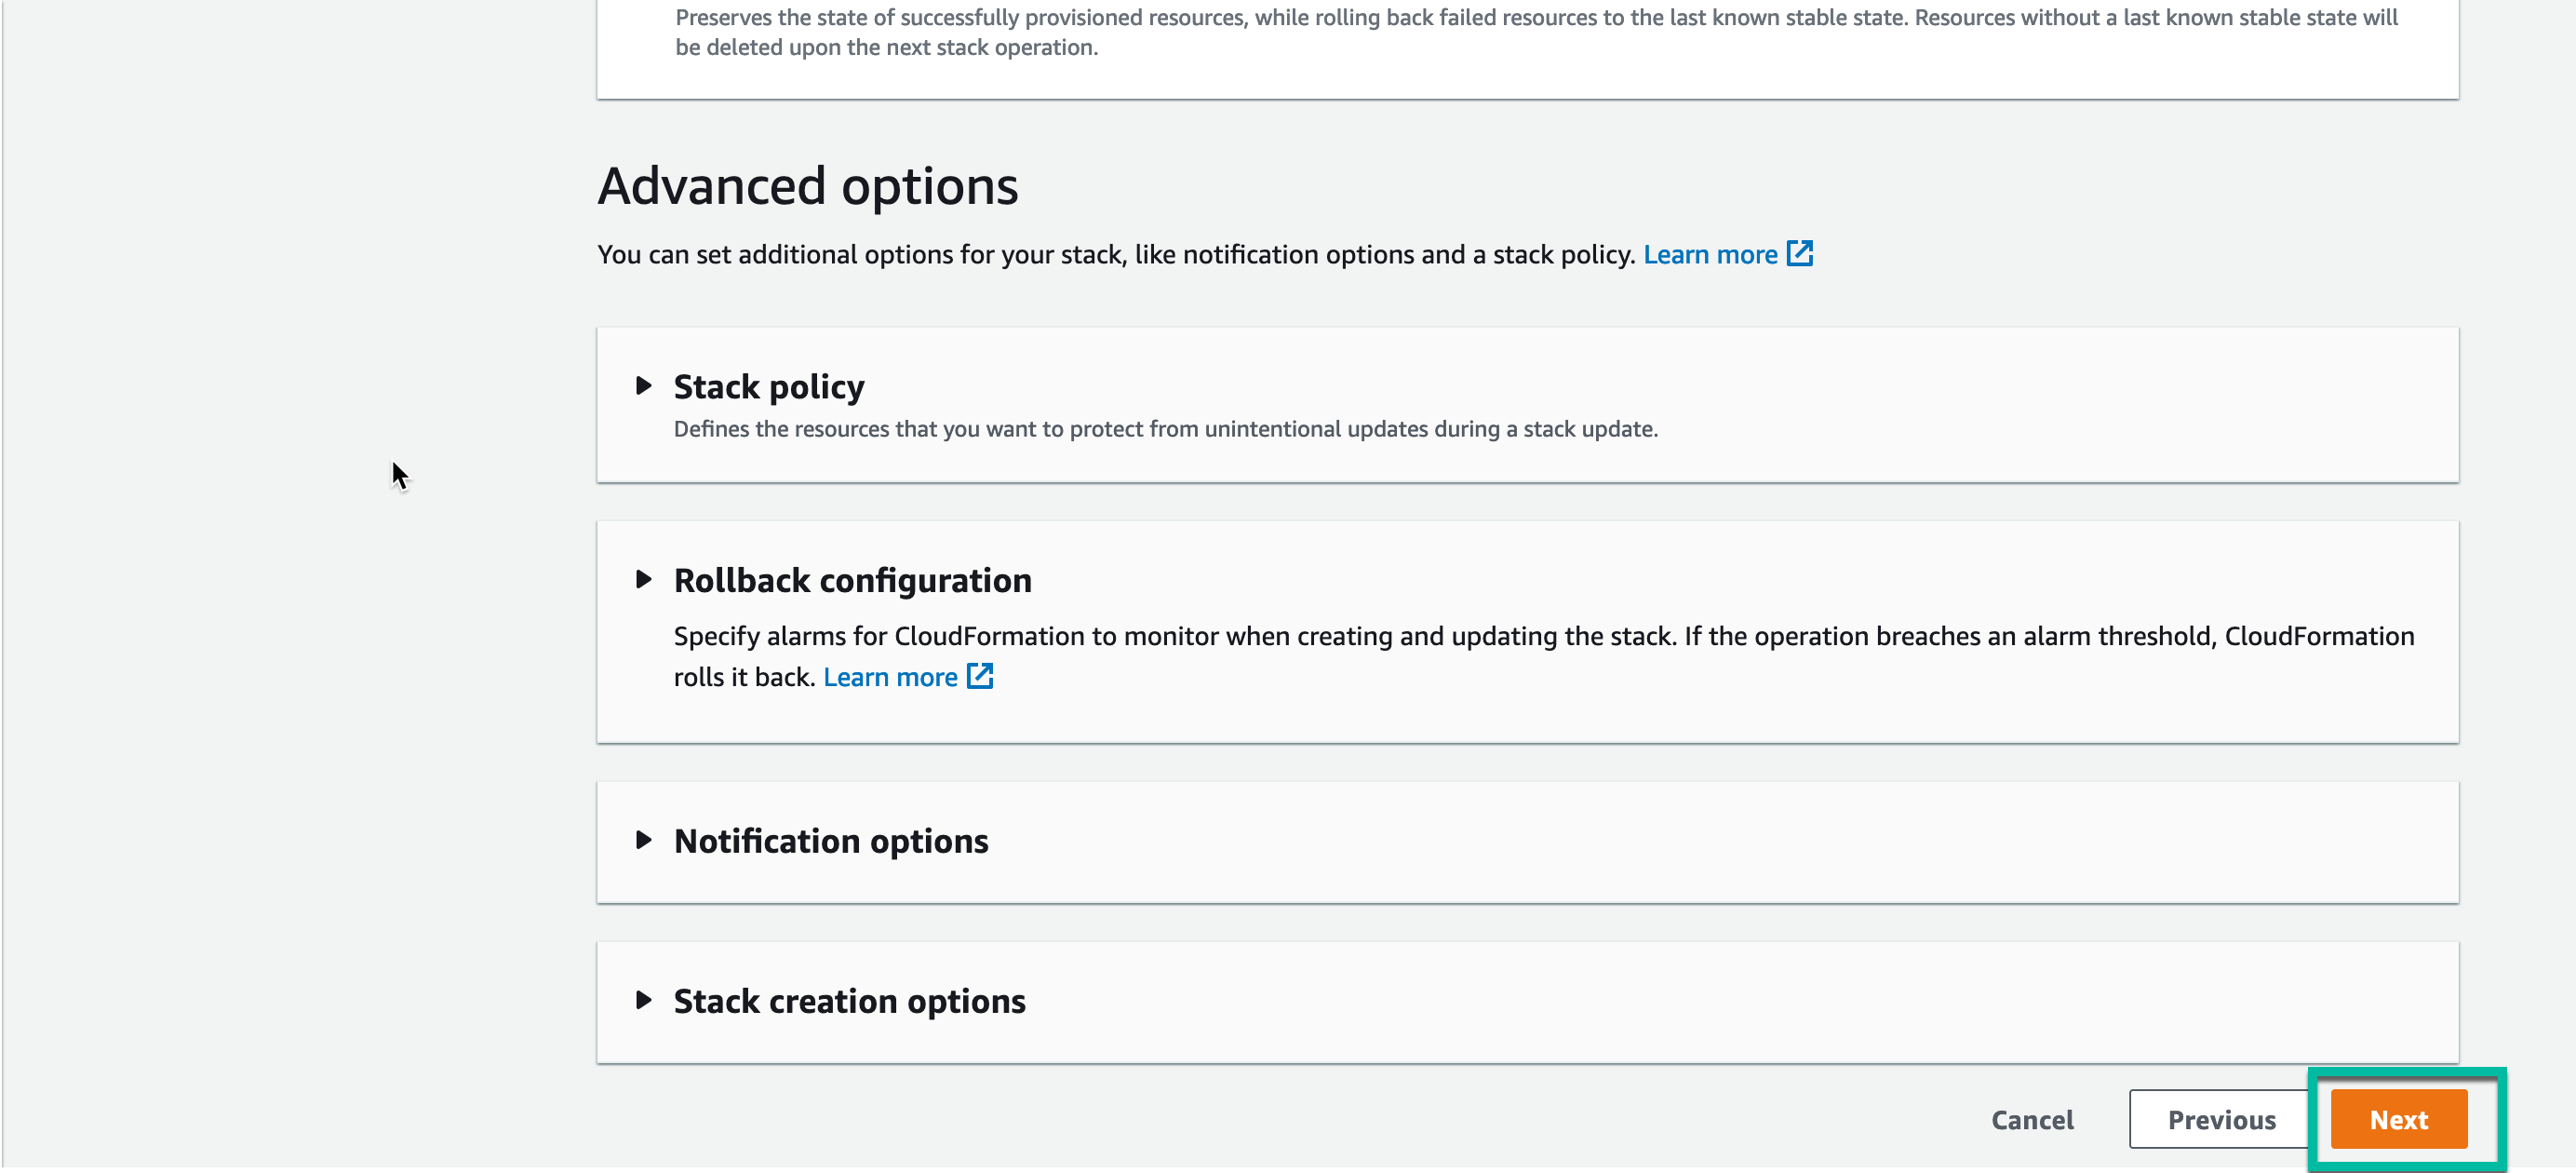 Preserves the state of successfully provisioned resources, while rolling back failed resources to the last known stable state. Resources without a last known stable state will
be deleted upon the next stack operation.
Advanced options
You can set additional options for your stack, like notification options and a stack policy. Learn more
Stack policy
Defines the resources that you want to protect from unintentional updates during a stack update.
Rollback configuration
Specify alarms for CloudFormation to monitor when creating and updating the stack. If the operation breaches an alarm threshold, CloudFormation
rolls it back. Learn more
Notification options
Stack creation options
Cancel Previous Next